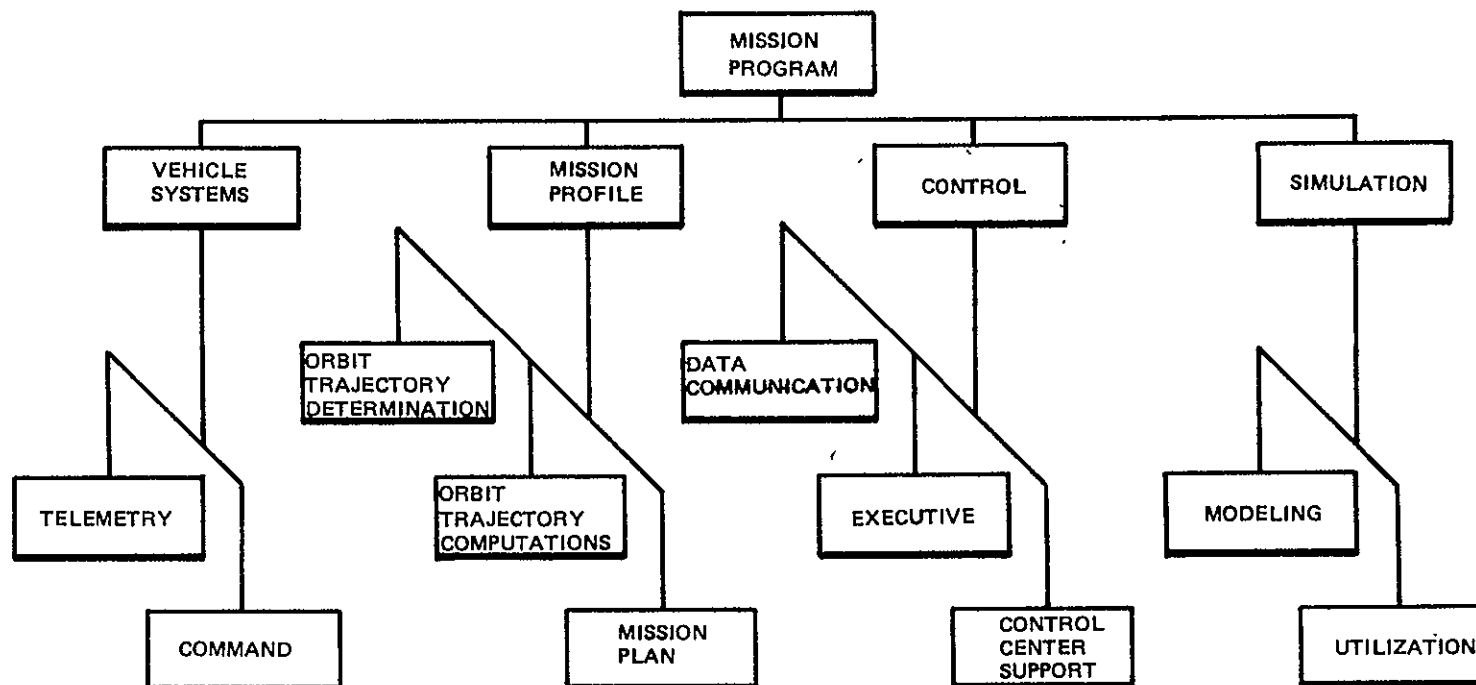 MISSION
PROGRAM
VEHICLE
SYSTEMS
MISSION
PROFILE
CONTROL
SIMULATION
ORBIT
TRAJECTORY
DETERMINATION
DATA
COMMUNICATION
TELEMETRY
ORBIT
TRAJECTORY
COMPUTATIONS
EXECUTIVE
MODELING
COMMAND
MISSION
PLAN
CONTROL
CENTER
SUPPORT
UTILIZATION